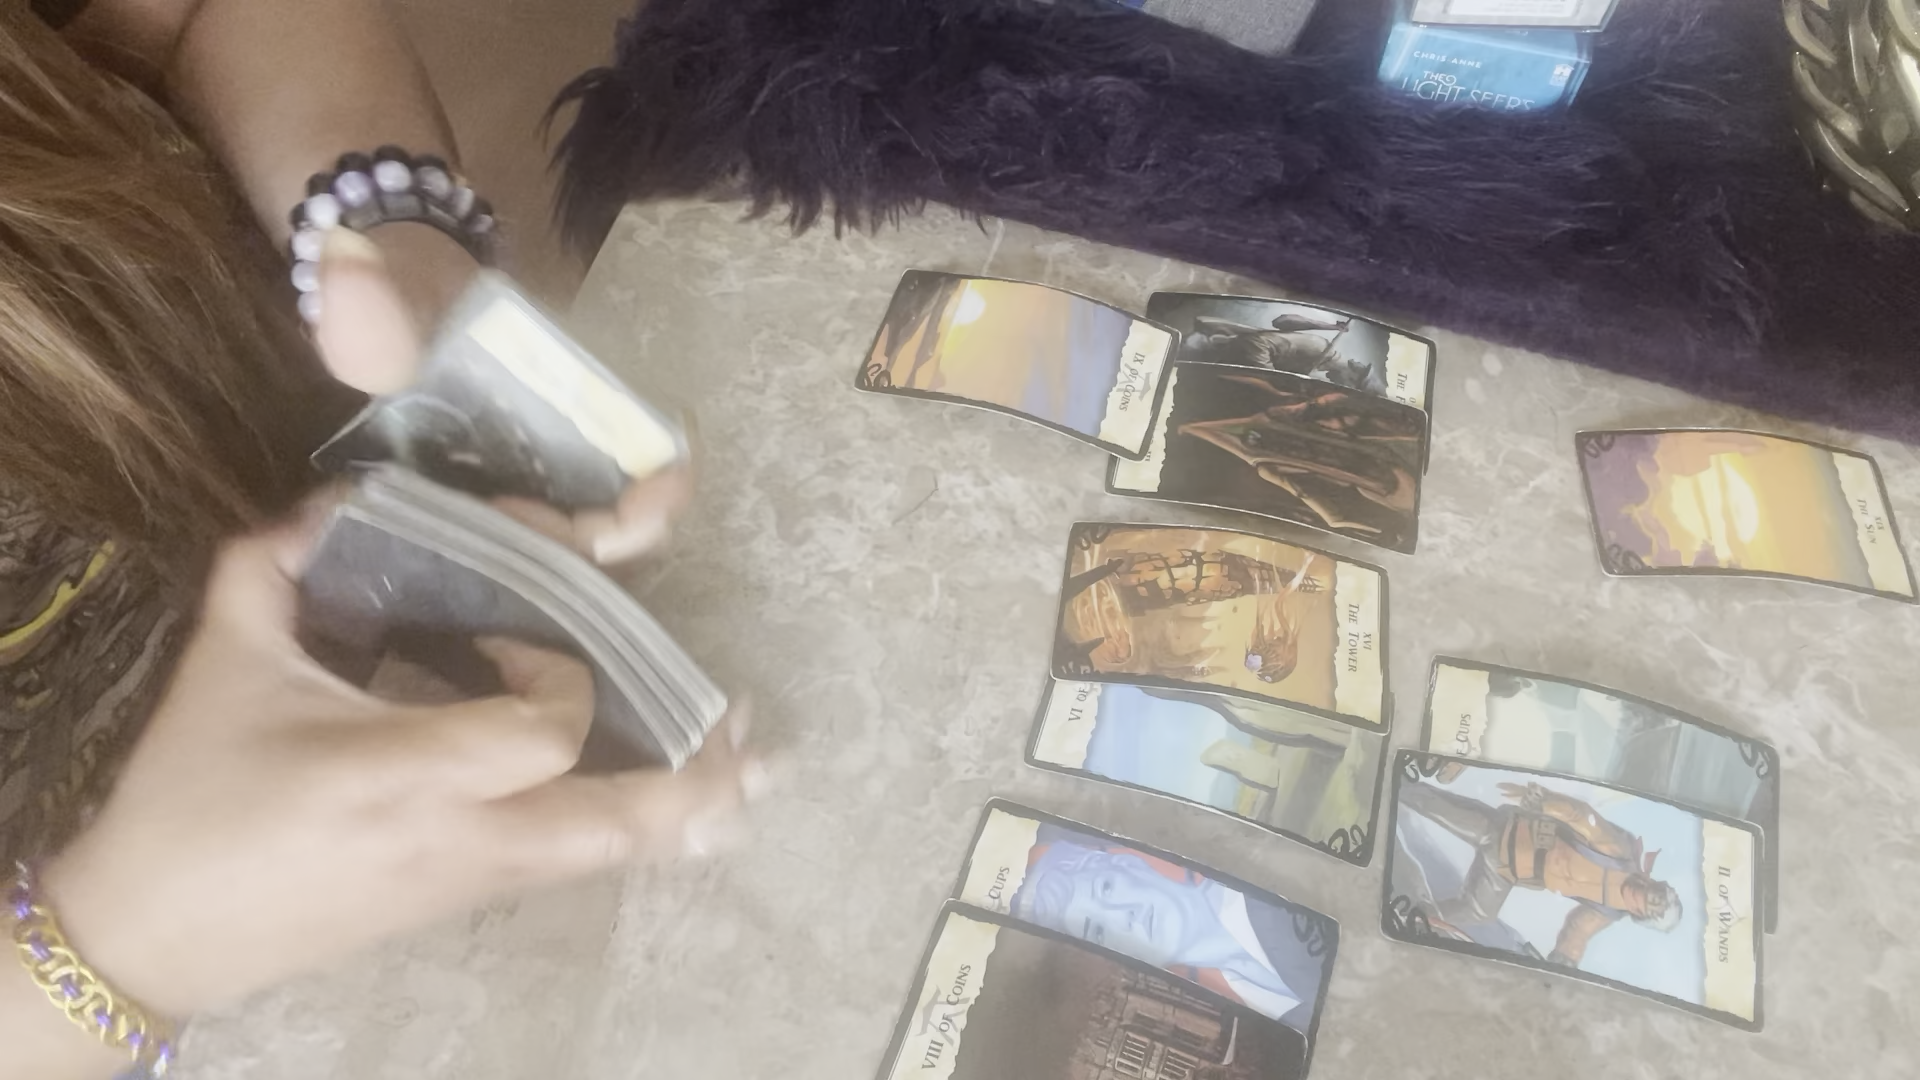 CHRIS-ANNE
THE
LIGHT SEERS
IX OF COINS
THE
XIX
THE SUN
XVI
THE TOWER
VI OF
CUPS
II OF WANDS
CUPS
VIII OF COINS